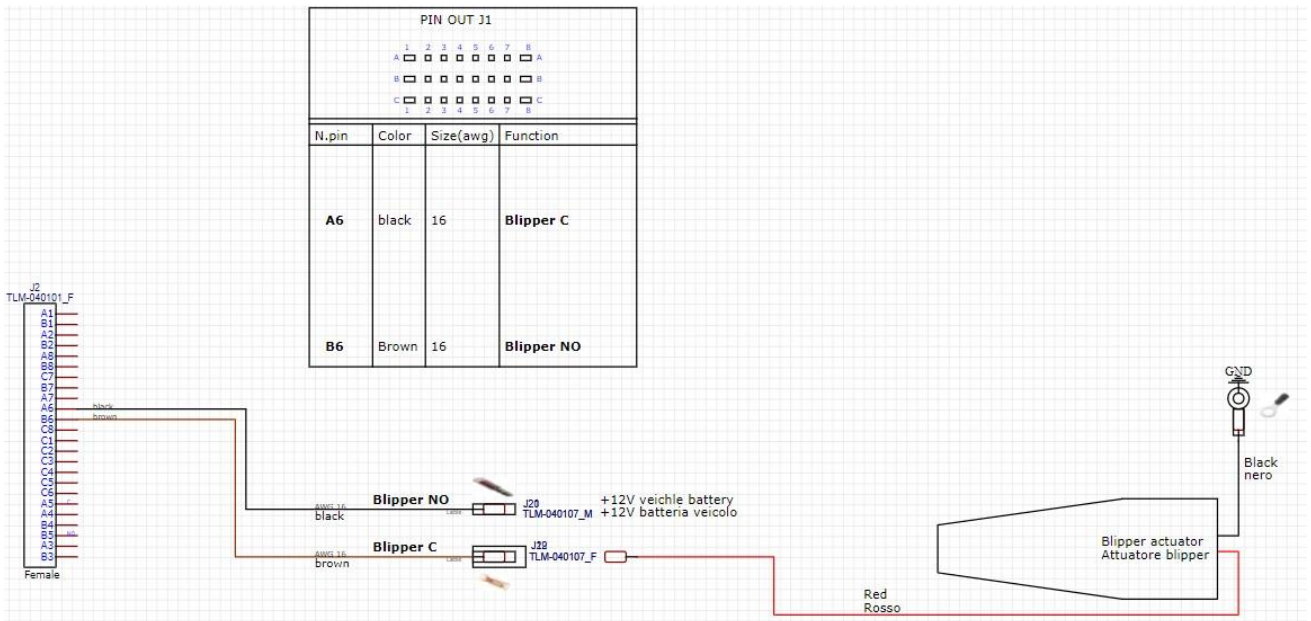 PIN OUT J1
1 2 3 4 5 6 7 8
A A
B B
C C
1 2 3 4 5 6 7 8
N.pin Color Size(awg) Function
A6 black 16 Blipper C
B6 Brown 16 Blipper NO
J2
TLM-040101_F
A1
B1
A2
B2
A8
B8
C7
B7
A7
A6 black
B6 brown
C8
C1
C2
C3
C4
C5
C6
A5
A4
B4
B5 NO
A3
B3
Female
Blipper NO
AWG 16
black
TLM-040107_M
+12V veichle battery
+12V batteria veicolo
Blipper C
AWG 16
brown
TLM-040107_F
Red
Rosso
Blipper actuator
Attuatore blipper
GND
Black
nero